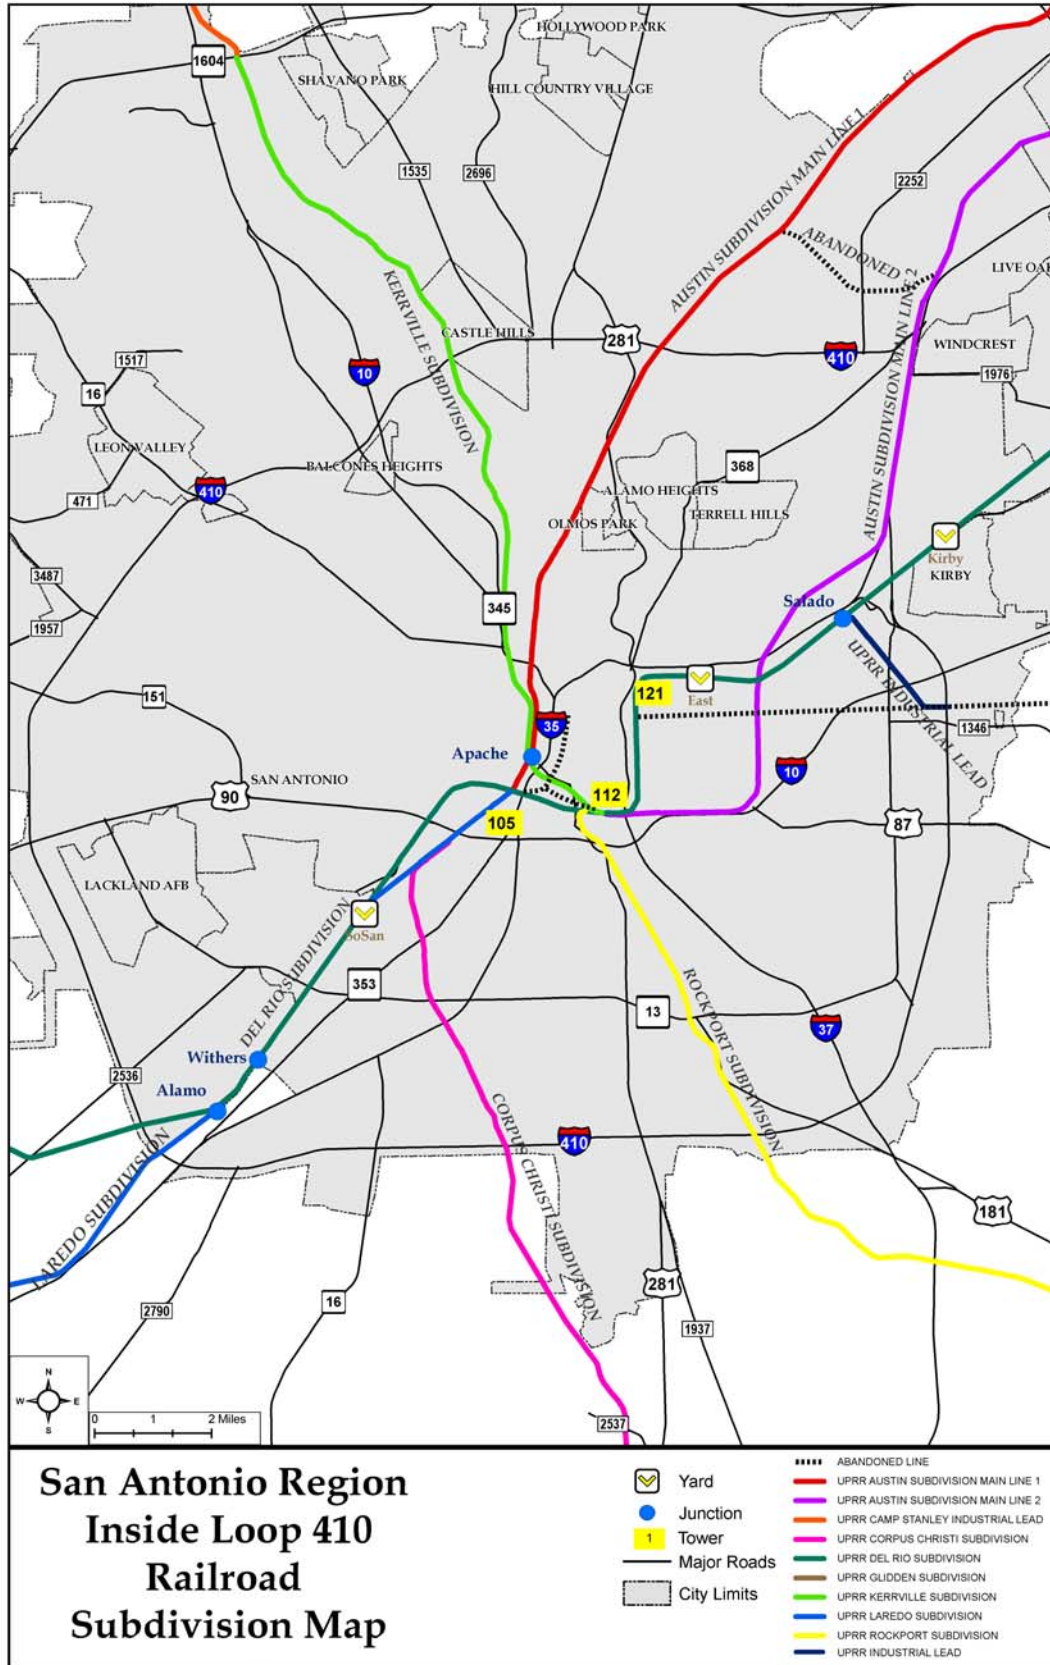 HOLLYWOOD PARK
1604
SHAVANO PARK
HILL COUNTRY VILLAGE
AUSTIN SUBDIVISION MAIN LINE 1
1535
2696
2252
ABANDONED
LIVE OAK
KERRVILLE SUBDIVISION
CASTLE HILLS
281
410
WINDCREST
1517
10
1976
16
AUSTIN SUBDIVISION MAIN LINE 2
LEON VALLEY
BALCONES HEIGHTS
368
410
ALAMO HEIGHTS
471
OLMOS PARK
TERRELL HILLS
Kirby
3487
KIRBY
345
Salado
1957
UPRR INDUSTRIAL LEAD
151
121
East
35
1346
Apache
SAN ANTONIO
10
90
112
105
87
LACKLAND AFB
SoSan
DEL RIO SUBDIVISION
353
ROCKPORT SUBDIVISION
13
37
Withers
2536
Alamo
CORPUS CHRISTI SUBDIVISION
410
LAREDO SUBDIVISION
181
281
16
2790
1937
2537
N
W E
S
0 1 2 Miles
San Antonio Region
Inside Loop 410
Railroad
Subdivision Map
Yard
Junction
1 Tower
Major Roads
City Limits
ABANDONED LINE
UPRR AUSTIN SUBDIVISION MAIN LINE 1
UPRR AUSTIN SUBDIVISION MAIN LINE 2
UPRR CAMP STANLEY INDUSTRIAL LEAD
UPRR CORPUS CHRISTI SUBDIVISION
UPRR DEL RIO SUBDIVISION
UPRR GLIDDEN SUBDIVISION
UPRR KERRVILLE SUBDIVISION
UPRR LAREDO SUBDIVISION
UPRR ROCKPORT SUBDIVISION
UPRR INDUSTRIAL LEAD